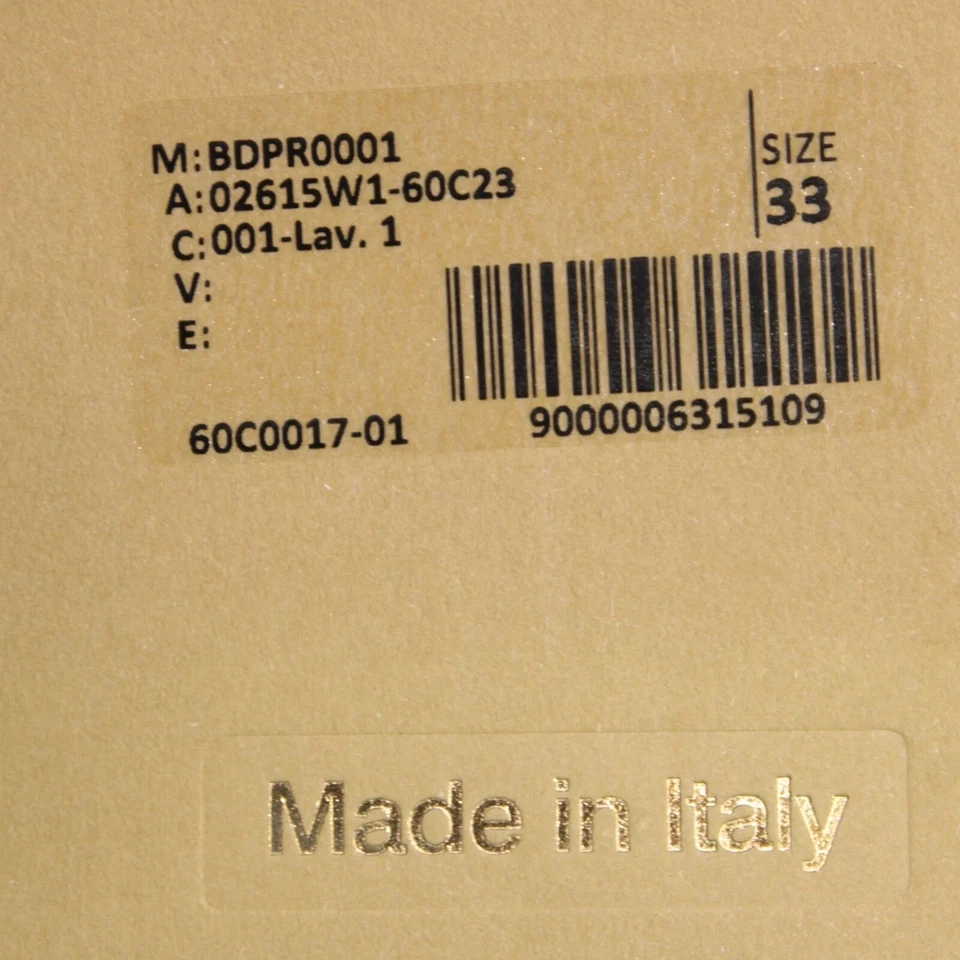 M:BDPR0001
A:02615W1-60C23
C:001-Lav. 1
V:
E:
SIZE
33
60C0017-01
9000006315109
Made in Italy